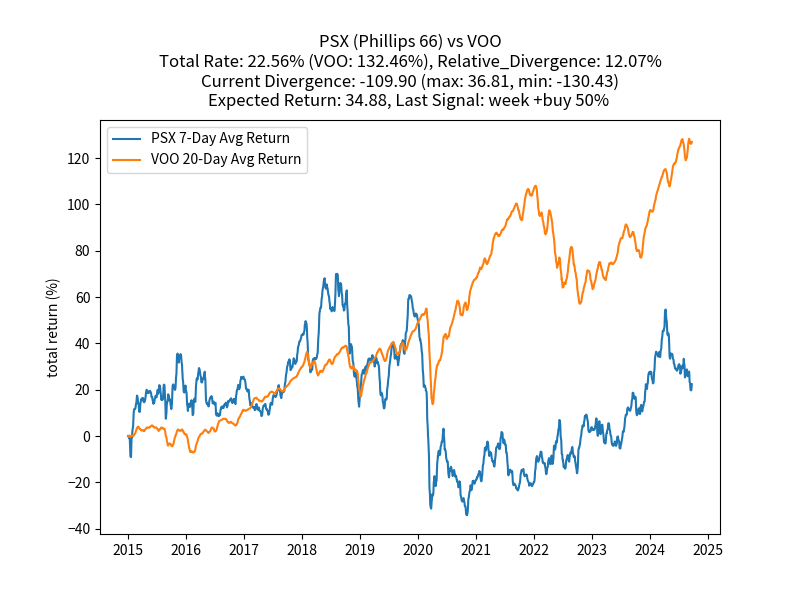 PSX (Phillips 66) vs VOO
Total Rate: 22.56% (VOO: 132.46%), Relative_Divergence: 12.07%
Current Divergence: -109.90 (max: 36.81, min: -130.43)
Expected Return: 34.88, Last Signal: week +buy 50%
PSX 7-Day Avg Return
VOO 20-Day Avg Return
total return (%)
120
100
80
60
40
20
0
−20
−40
2015 2016 2017 2018 2019 2020 2021 2022 2023 2024 2025